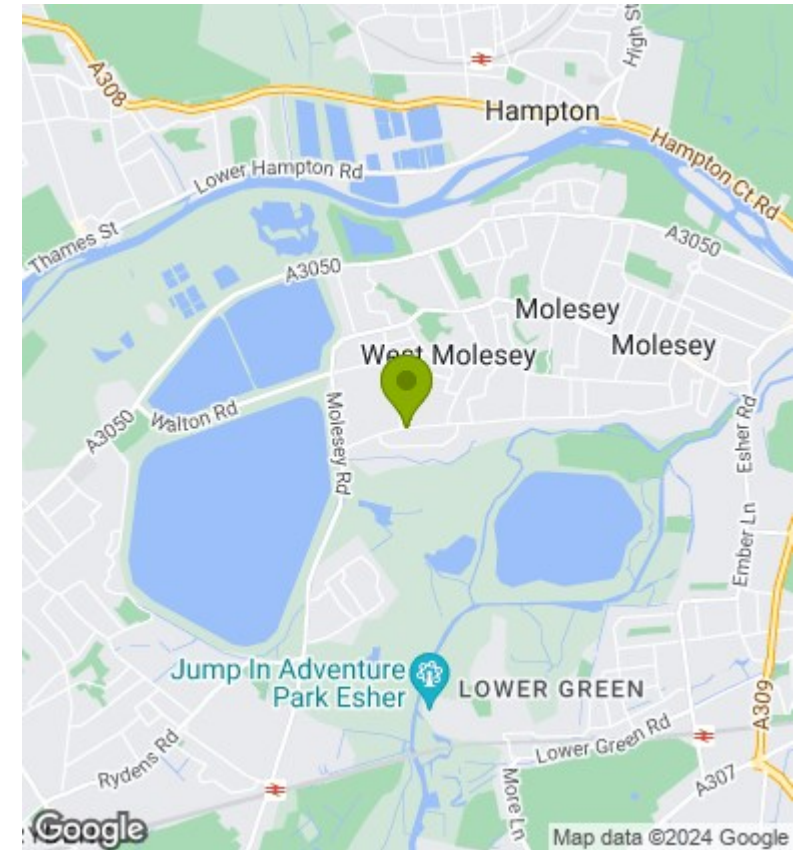 High St
A308
Hampton
Hampton Ct Rd
Lower Hampton Rd
Thames St
A3050
A3050
Molesey
West Molesey
Molesey
Walton Rd
A3050
Molesey Rd
Esher Rd
Ember Ln
Jump In Adventure
Park Esher
LOWER GREEN
A309
Rydens Rd
Lower Green Rd
More Ln
A307
Google
Map data ©2024 Google